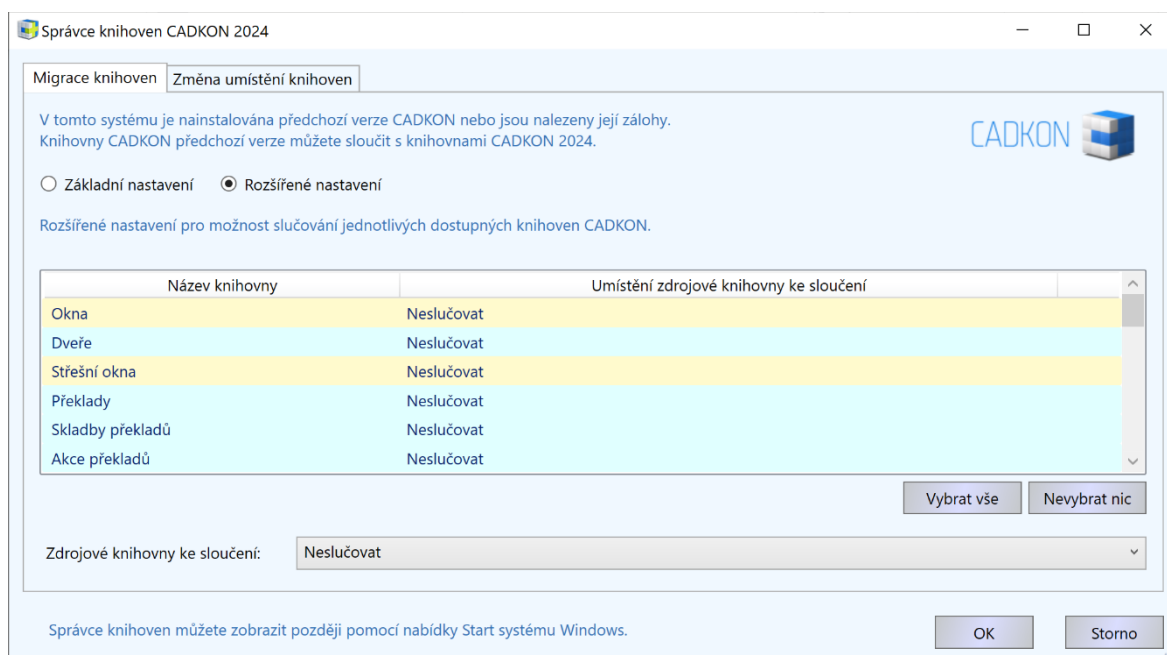 Správce knihoven CADKON 2024
Migrace knihoven Změna umístění knihoven
V tomto systému je nainstalována předchozí verze CADKON nebo jsou nalezeny její zálohy.
Knihovny CADKON předchozí verze můžete sloučit s knihovnami CADKON 2024.
CADKON
Základní nastavení Rozšířené nastavení
Rozšířené nastavení pro možnost slučování jednotlivých dostupných knihoven CADKON.
Název knihovny Umístění zdrojové knihovny ke sloučení
Okna Neslučovat
Dveře Neslučovat
Střešní okna Neslučovat
Překlady Neslučovat
Skladby překladů Neslučovat
Akce překladů Neslučovat
Vybrat vše Nevybrat nic
Zdrojové knihovny ke sloučení: Neslučovat
Správce knihoven můžete zobrazit později pomocí nabídky Start systému Windows.
OK Storno